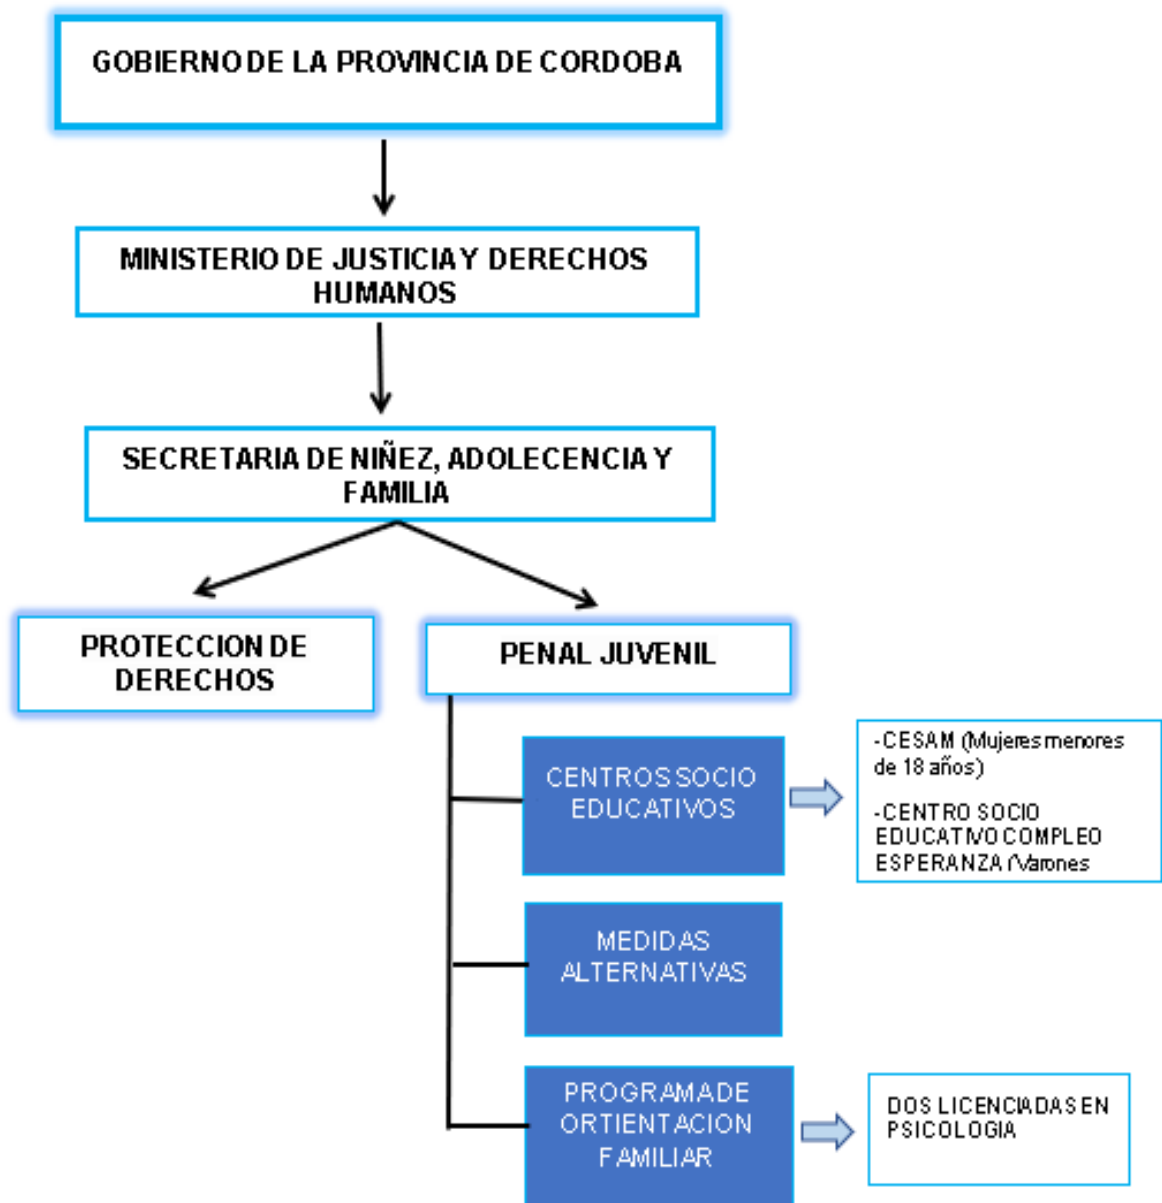 GOBIERNO DE LA PROVINCIA DE CORDOBA
MINISTERIO DE JUSTICIA Y DERECHOS
HUMANOS
SECRETARIA DE NIÑEZ, ADOLECENCIA Y
FAMILIA
PROTECCION DE
DERECHOS
PENAL JUVENIL
CENTROS SOCIO
EDUCATIVOS
-CESAM (Mujeres menores
de 18 años)
-CENTRO SOCIO
EDUCATIVO COMPLEO
ESPERANZA (Varones
MEDIDAS
ALTERNATIVAS
PROGRAMA DE
ORTIENTACION
FAMILIAR
DOS LICENCIADAS EN
PSICOLOGIA